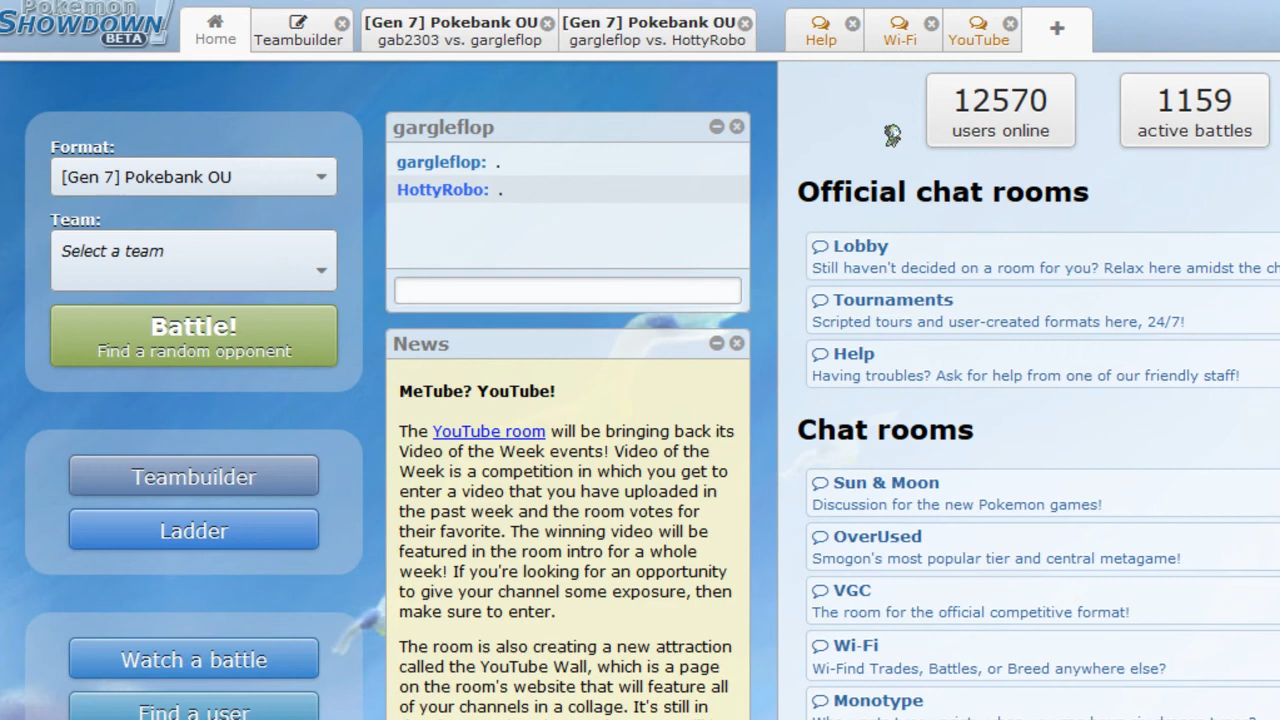 Pokémon
SHOWDOWN
BETA
Home
Teambuilder
[Gen 7] Pokebank OU
gab2303 vs. gargleflop
[Gen 7] Pokebank OU
gargleflop vs. HottyRobo
Help
Wi-Fi
YouTube
+
Format:
[Gen 7] Pokebank OU
Team:
Select a team
Battle!
Find a random opponent
Teambuilder
Ladder
Watch a battle
Find a user
gargleflop
gargleflop: .
HottyRobo: .
News
MeTube? YouTube!
The YouTube room will be bringing back its
Video of the Week events! Video of the
Week is a competition in which you get to
enter a video that you have uploaded in
the past week and the room votes for
their favorite. The winning video will be
featured in the room intro for a whole
week! If you're looking for an opportunity
to give your channel some exposure, then
make sure to enter.
The room is also creating a new attraction
called the YouTube Wall, which is a page
on the room's website that will feature all
of your channels in a collage. It's still in
12570
users online
1159
active battles
Official chat rooms
Lobby
Still haven't decided on a room for you? Relax here amidst the
Tournaments
Scripted tours and user-created formats here, 24/7!
Help
Having troubles? Ask for help from one of our friendly staff!
Chat rooms
Sun & Moon
Discussion for the new Pokemon games!
OverUsed
Smogon's most popular tier and central metagame!
VGC
The room for the official competitive format!
Wi-Fi
Wi-Find Trades, Battles, or Breed anywhere else?
Monotype